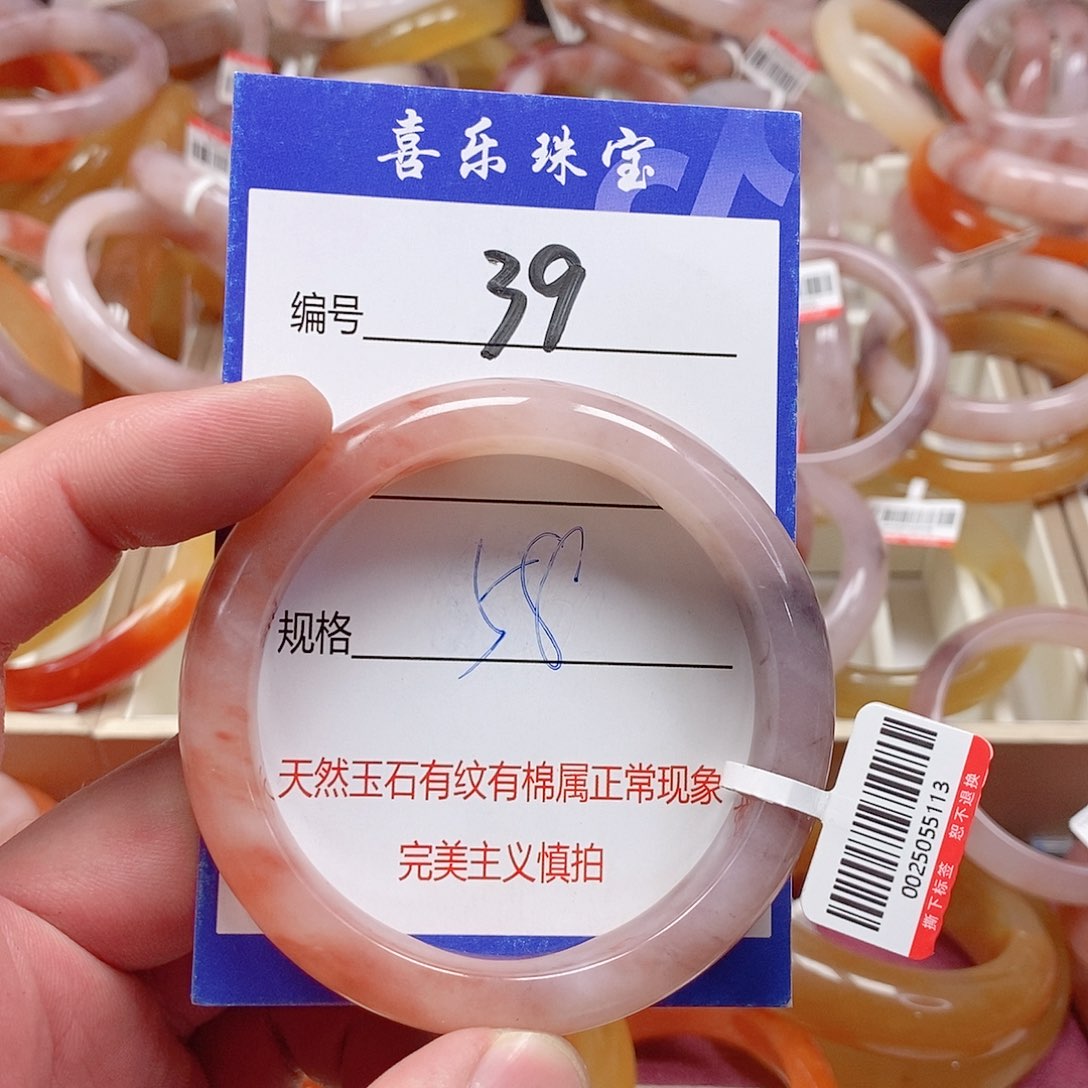 喜乐珠宝
编号 39
规格 58
天然玉石有纹有棉属正常现象
完美主义慎拍
0025055113
撕下标签 恕不退换